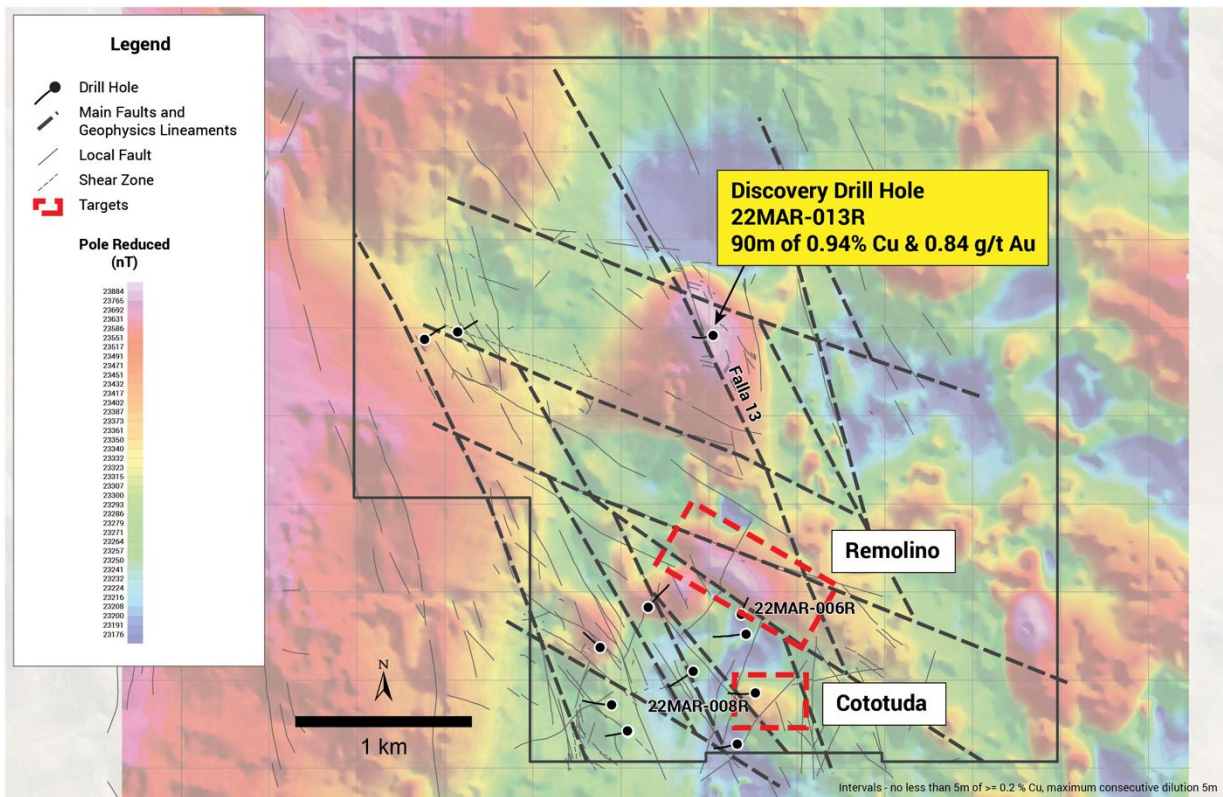 Legend
Drill Hole
Main Faults and
Geophysics Lineaments
Local Fault
Shear Zone
Targets
Pole Reduced
(nT)
23884
23765
23692
23631
23586
23551
23517
23491
23471
23451
23432
23417
23402
23387
23373
23361
23350
23340
23332
23323
23315
23307
23300
23293
23286
23279
23271
23264
23257
23250
23241
23232
23224
23216
23208
23200
23191
23176
Discovery Drill Hole
22MAR-013R
90m of 0.94% Cu & 0.84 g/t Au
Falla 13
Remolino
22MAR-006R
22MAR-008R
Cototuda
N
1 km
Intervals - no less than 5m of >= 0.2 % Cu, maximum consecutive dilution 5m